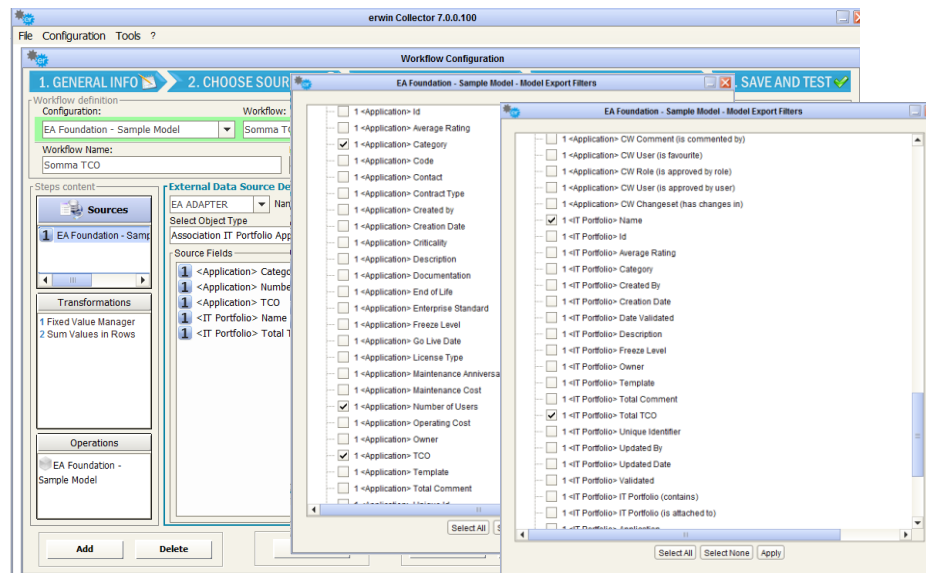 erwin Collector 7.0.0.100
File Configuration Tools ?
Workflow Configuration
1. GENERAL INFO
2. CHOOSE SOUR
SAVE AND TEST
Workflow definition
Configuration:
Workflow:
EA Foundation - Sample Model
Somma T
Workflow Name:
Somma TCO
Steps content
Sources
1 EA Foundation - Samp
Transformations
1 Fixed Value Manager
2 Sum Values in Rows
Operations
EA Foundation -
Sample Model
Add
Delete
External Data Source De
EA ADAPTER
Nan
Select Object Type
Association IT Portfolio App
Source Fields
1 <Application> Catego
1 <Application> Numbe
1 <Application> TCO
1 <IT Portfolio> Name
1 <IT Portfolio> Total T
EA Foundation - Sample Model - Model Export Filters
1 <Application> Id
1 <Application> Average Rating
1 <Application> Category
1 <Application> Code
1 <Application> Contact
1 <Application> Contract Type
1 <Application> Created by
1 <Application> Creation Date
1 <Application> Criticality
1 <Application> Description
1 <Application> Documentation
1 <Application> End of Life
1 <Application> Enterprise Standard
1 <Application> Freeze Level
1 <Application> Go Live Date
1 <Application> License Type
1 <Application> Maintenance Anniversa
1 <Application> Maintenance Cost
1 <Application> Number of Users
1 <Application> Operating Cost
1 <Application> Owner
1 <Application> TCO
1 <Application> Template
1 <Application> Total Comment
Select All
EA Foundation - Sample Model - Model Export Filters
1 <Application> CW Comment (is commented by)
1 <Application> CW User (is favourite)
1 <Application> CW Role (is approved by role)
1 <Application> CW User (is approved by user)
1 <Application> CW Changeset (has changes in)
1 <IT Portfolio> Name
1 <IT Portfolio> Id
1 <IT Portfolio> Average Rating
1 <IT Portfolio> Category
1 <IT Portfolio> Created By
1 <IT Portfolio> Creation Date
1 <IT Portfolio> Date Validated
1 <IT Portfolio> Description
1 <IT Portfolio> Freeze Level
1 <IT Portfolio> Owner
1 <IT Portfolio> Template
1 <IT Portfolio> Total Comment
1 <IT Portfolio> Total TCO
1 <IT Portfolio> Unique Identifier
1 <IT Portfolio> Updated By
1 <IT Portfolio> Updated Date
1 <IT Portfolio> Validated
1 <IT Portfolio> IT Portfolio (contains)
1 <IT Portfolio> IT Portfolio (is attached to)
1 <IT Portfolio> Application
Select All
Select None
Apply